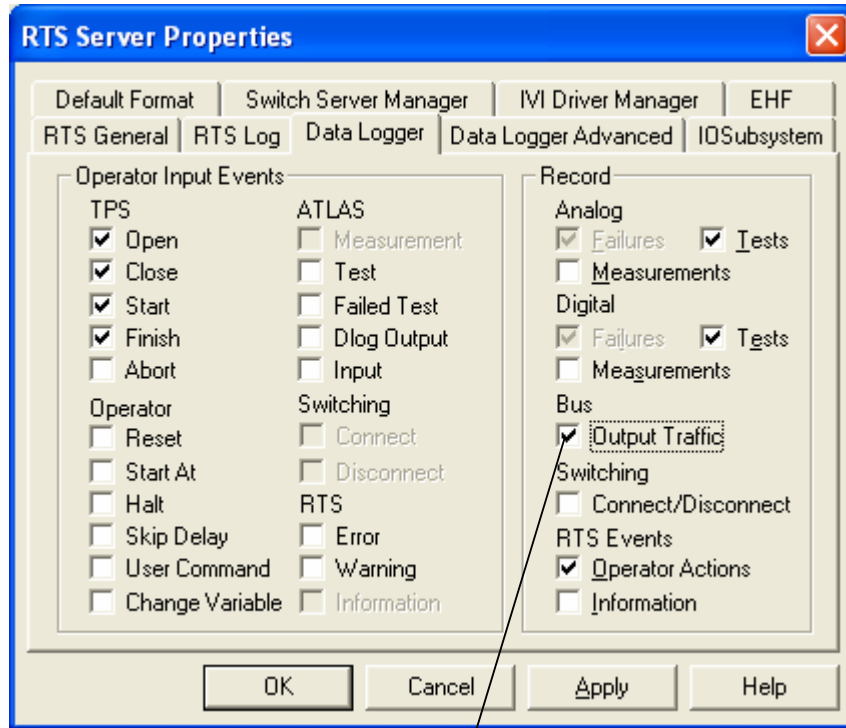 RTS Server Properties
Default Format
Switch Server Manager
IVI Driver Manager
EHF
RTS General
RTS Log
Data Logger
Data Logger Advanced
IOSubsystem
Operator Input Events
TPS
Open
Close
Start
Finish
Abort
Operator
Reset
Start At
Halt
Skip Delay
User Command
Change Variable
ATLAS
Measurement
Test
Failed Test
Dlog Output
Input
Switching
Connect
Disconnect
RTS
Error
Warning
Information
Record
Analog
Failures Tests
Measurements
Digital
Failures Tests
Measurements
Bus
Output Traffic
Switching
Connect/Disconnect
RTS Events
Operator Actions
Information
OK
Cancel
Apply
Help